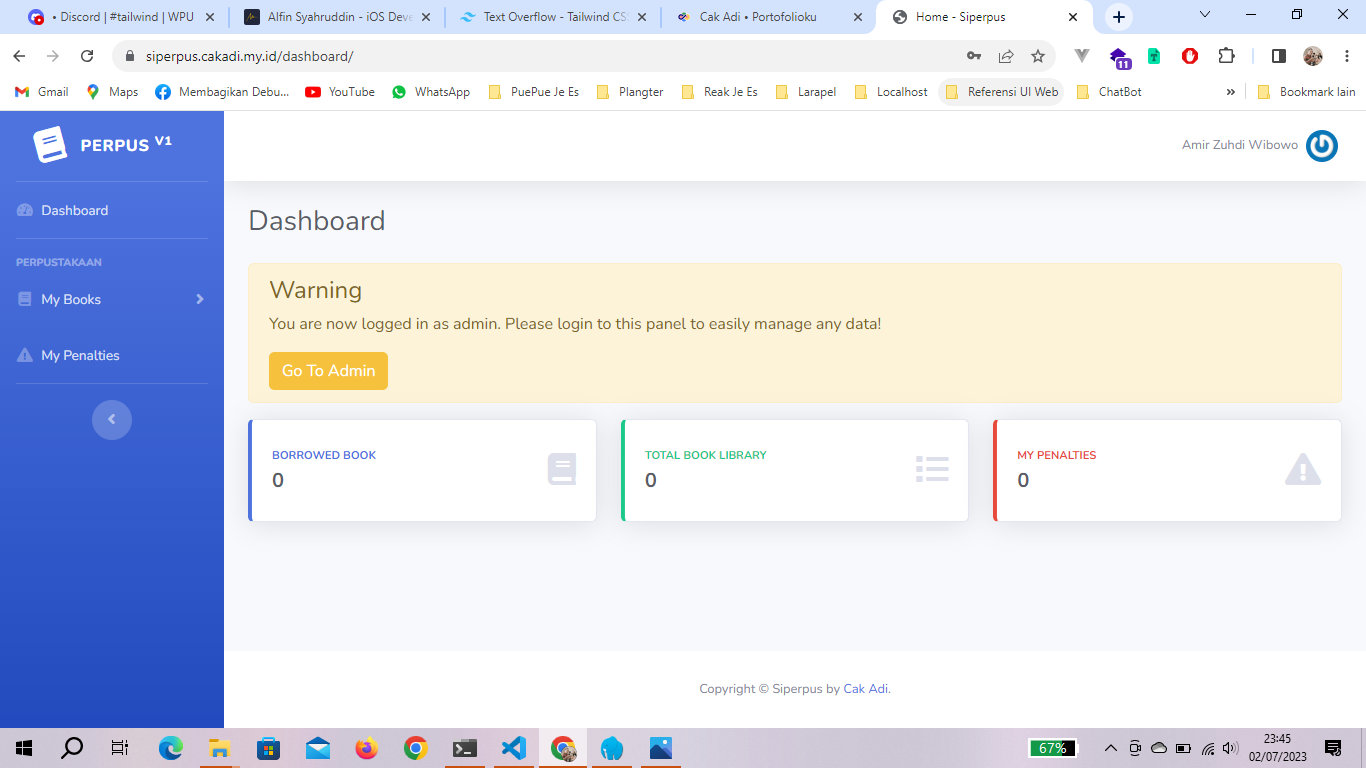 • Discord | #tailwind | WPU
Alfin Syahruddin - iOS Deve
Text Overflow - Tailwind CS
Cak Adi • Portofolioku
Home - Siperpus
siperpus.cakadi.my.id/dashboard/
11
Gmail
Maps
Membagikan Debu...
YouTube
WhatsApp
PuePue Je Es
Plangter
Reak Je Es
Larapel
Localhost
Referensi UI Web
ChatBot
»
Bookmark lain
PERPUS V1
Amir Zuhdi Wibowo
Dashboard
PERPUSTAKAAN
My Books
My Penalties
Dashboard
Warning
You are now logged in as admin. Please login to this panel to easily manage any data!
Go To Admin
BORROWED BOOK
0
TOTAL BOOK LIBRARY
0
MY PENALTIES
0
Copyright © Siperpus by Cak Adi.
67%
23:45
02/07/2023